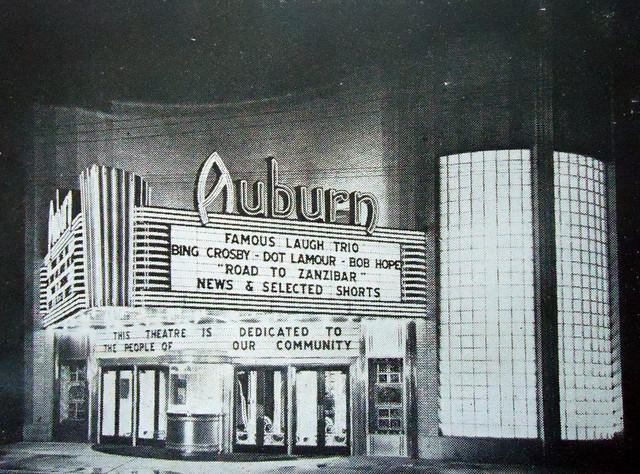 Auburn
FAMOUS LAUGH TRIO
BING CROSBY - DOT LAMOUR - BOB HOPE
"ROAD TO ZANZIBAR"
NEWS & SELECTED SHORTS
THIS THEATRE IS DEDICATED TO
THE PEOPLE OF OUR COMMUNITY